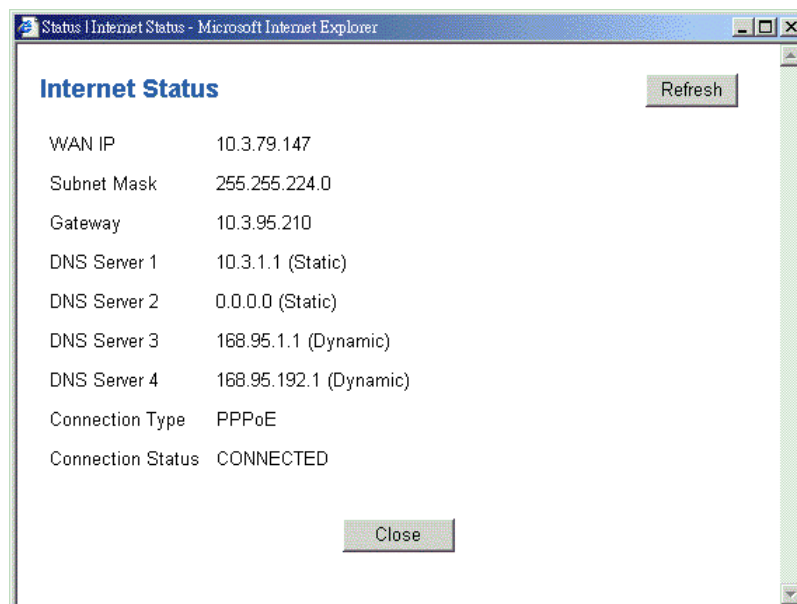 Status | Internet Status - Microsoft Internet Explorer
Internet Status
Refresh
WAN IP 10.3.79.147
Subnet Mask 255.255.224.0
Gateway 10.3.95.210
DNS Server 1 10.3.1.1 (Static)
DNS Server 2 0.0.0.0 (Static)
DNS Server 3 168.95.1.1 (Dynamic)
DNS Server 4 168.95.192.1 (Dynamic)
Connection Type PPPoE
Connection Status CONNECTED
Close